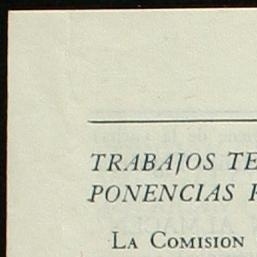 TRABAJOS TE
PONENCIAS
LA COMISION